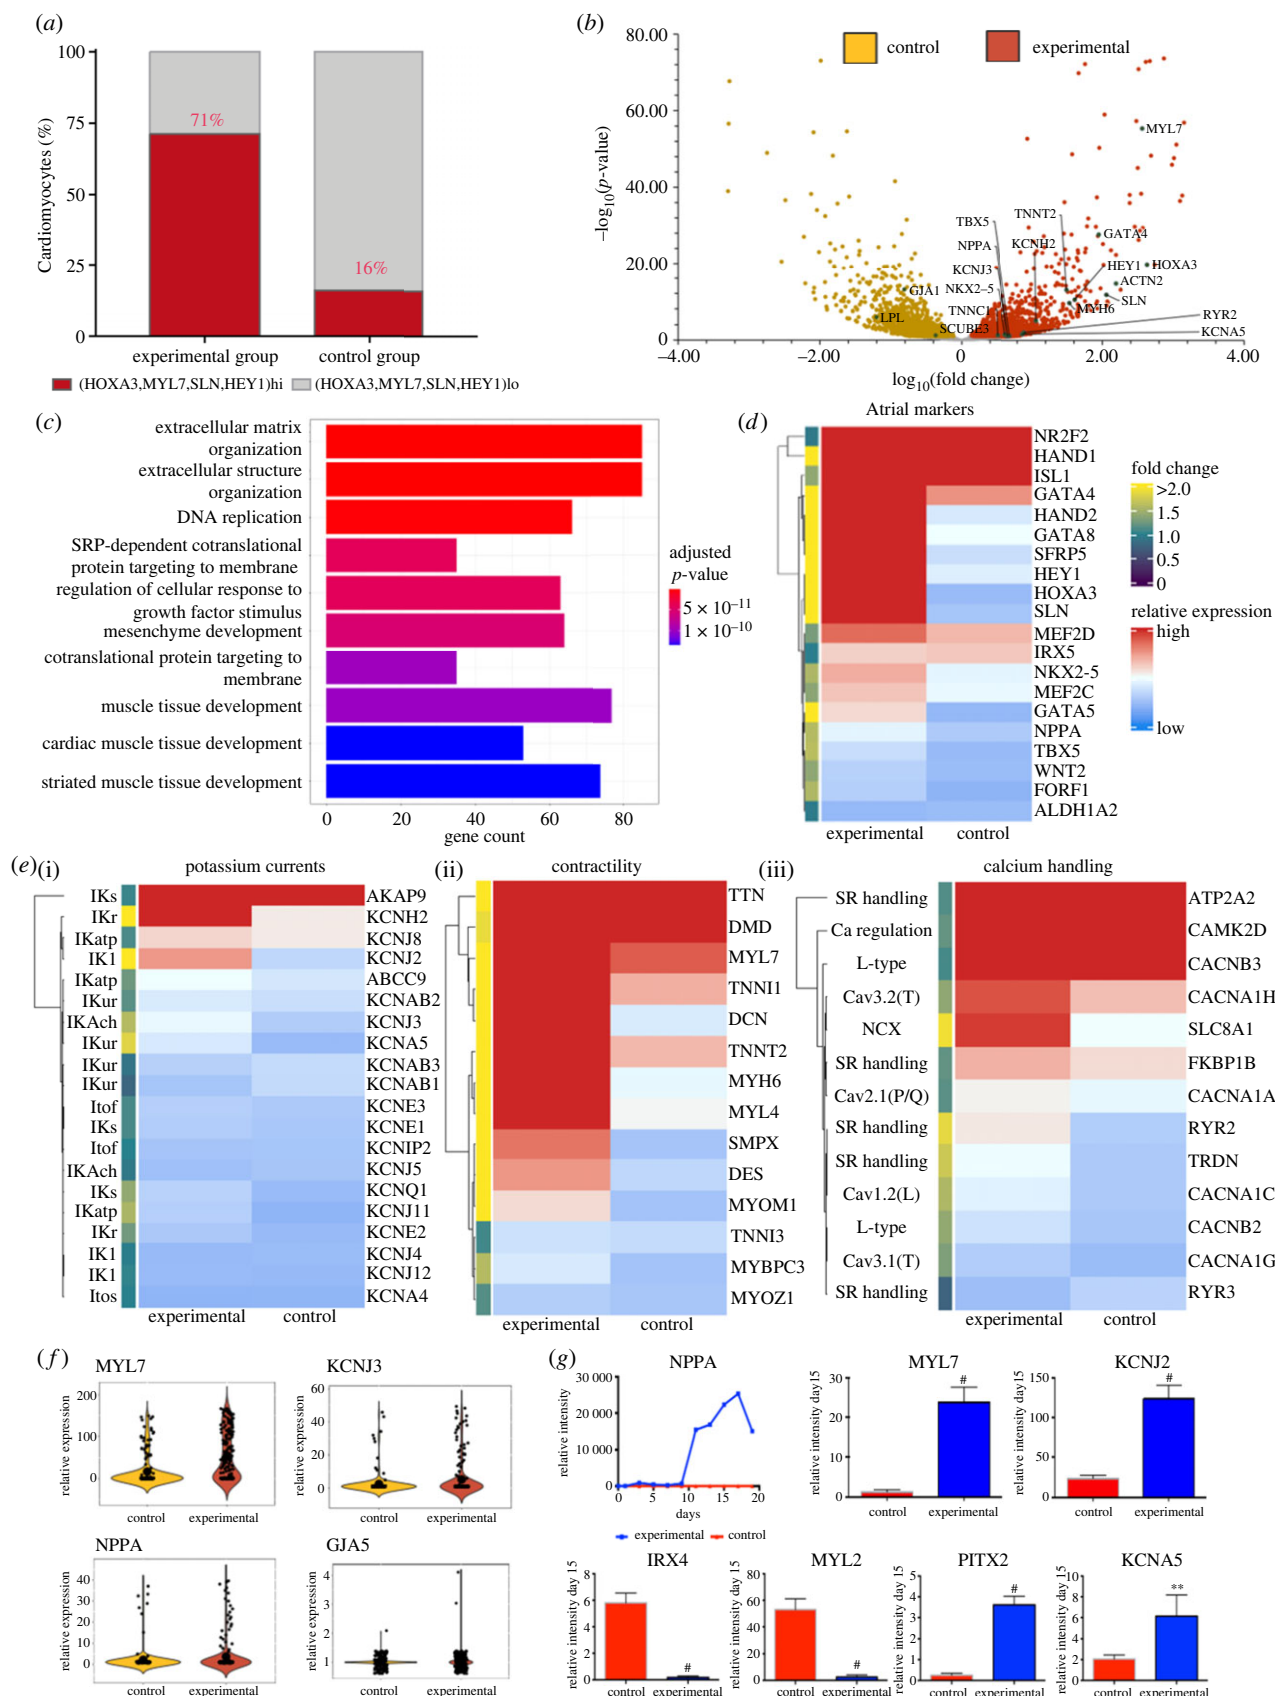 (a)
100
75
50
25
0
Cardiomyocytes (%)
71%
16%
experimental group
control group
(HOXA3,MYL7,SLN,HEY1)hi
(HOXA3,MYL7,SLN,HEY1)lo
(b)
control
experimental
80.00
60.00
40.00
20.00
0
–log10(p-value)
MYL7
TBX5
TNNT2
NPPA
KCNH2
GATA4
KCNJ3
HEY1
HOXA3
ACTN2
GJA1
NKX2–5
SLN
LPL
TNNC1
MYH6
RYR2
SCUBE3
KCNA5
–4.00
–2.00
0
2.00
4.00
log10(fold change)
(c)
extracellular matrix
organization
extracellular structure
organization
DNA replication
SRP-dependent cotranslational
protein targeting to membrane
regulation of cellular response to
growth factor stimulus
mesenchyme development
cotranslational protein targeting to
membrane
muscle tissue development
cardiac muscle tissue development
striated muscle tissue development
0
20
40
60
80
gene count
adjusted
p-value
5 × 10–11
1 × 10–10
(d)
Atrial markers
NR2F2
HAND1
ISL1
GATA4
HAND2
GATA8
SFRP5
HEY1
HOXA3
SLN
MEF2D
IRX5
NKX2-5
MEF2C
GATA5
NPPA
TBX5
WNT2
FORF1
ALDH1A2
experimental
control
fold change
>2.0
1.5
1.0
0.5
0
relative expression
high
low
(e)
(i)
potassium currents
IKs
AKAP9
IKr
KCNH2
IKatp
KCNJ8
IK1
KCNJ2
IKatp
ABCC9
IKur
KCNAB2
IKAch
KCNJ3
IKur
KCNA5
IKur
KCNAB3
IKur
KCNAB1
Itof
KCNE3
IKs
KCNE1
Itof
KCNIP2
IKAch
KCNJ5
IKs
KCNQ1
IKatp
KCNJ11
IKr
KCNE2
IK1
KCNJ4
IK1
KCNJ12
Itos
KCNA4
experimental
control
(ii)
contractility
TTN
DMD
MYL7
TNNI1
DCN
TNNT2
MYH6
MYL4
SMPX
DES
MYOM1
TNNI3
MYBPC3
MYOZ1
experimental
control
(iii)
calcium handling
SR handling
ATP2A2
Ca regulation
CAMK2D
L-type
CACNB3
Cav3.2(T)
CACNA1H
NCX
SLC8A1
SR handling
FKBP1B
Cav2.1(P/Q)
CACNA1A
SR handling
RYR2
SR handling
TRDN
Cav1.2(L)
CACNA1C
L-type
CACNB2
Cav3.1(T)
CACNA1G
SR handling
RYR3
experimental
control
(f)
MYL7
relative expression
200
100
0
control
experimental
KCNJ3
relative expression
60
40
20
0
control
experimental
NPPA
relative expression
40
30
20
10
0
control
experimental
GJA5
relative expression
4
3
2
1
control
experimental
(g)
NPPA
relative intensity
30 000
10 000
0
0
5
10
15
20
days
experimental
control
MYL7
relative intensity day15
30
20
10
0
#
control
experimental
KCNJ2
relative intensity day15
150
100
50
0
#
control
experimental
IRX4
relative intensity day 15
8
6
4
2
0
#
control
experimental
MYL2
relative intensity day 15
80
60
40
20
0
#
control
experimental
PITX2
relative intensity day 15
5
4
3
2
1
0
#
control
experimental
KCNA5
relative intensity day 15
10
8
6
4
2
0
**
control
experimental